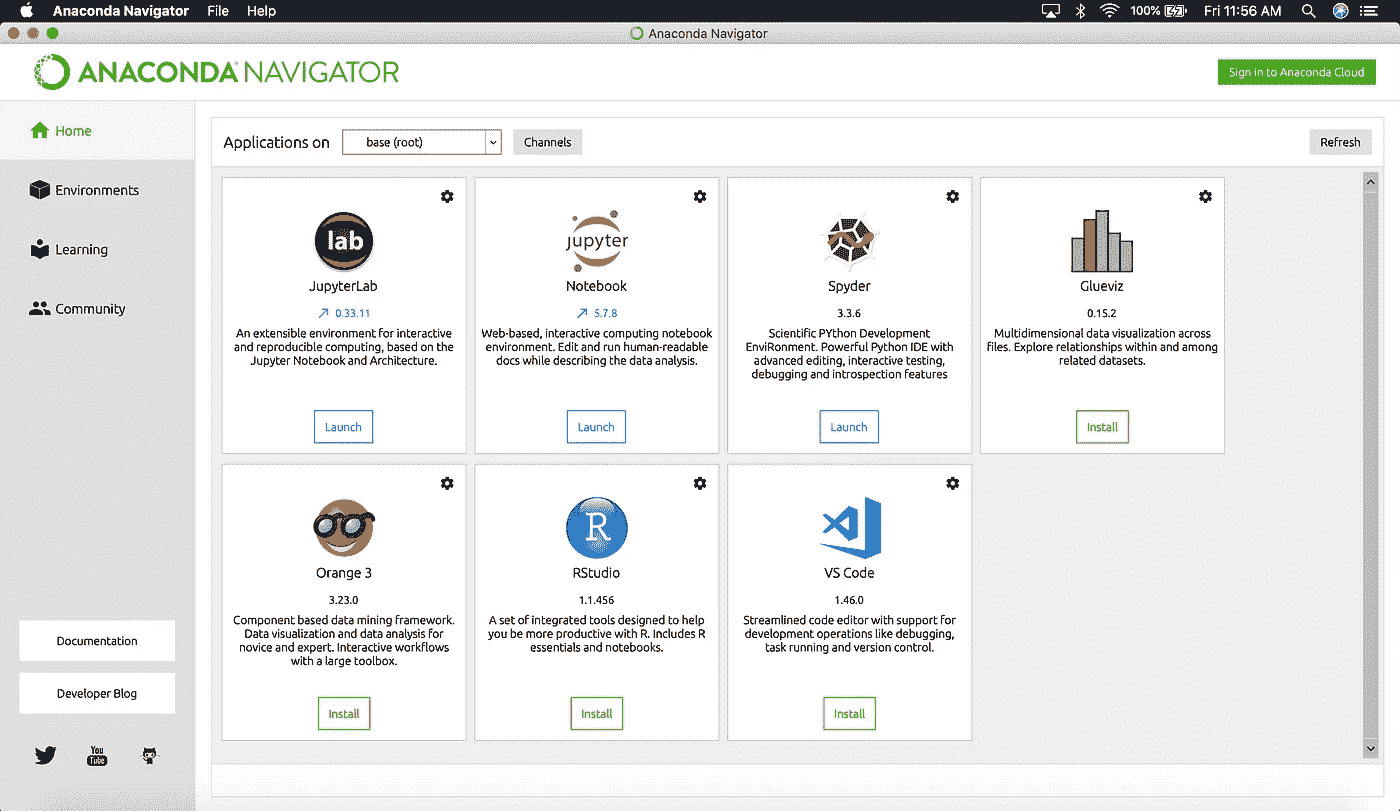 Anaconda Navigator File Help 100% Fri 11:56 AM
Anaconda Navigator
ANACONDA NAVIGATOR
Sign in to Anaconda Cloud
Home
Environments
Learning
Community
Documentation
Developer Blog
You
Tube
Applications on base (root) Channels Refresh
lab
JupyterLab
0.33.11
An extensible environment for interactive
and reproducible computing, based on the
Jupyter Notebook and Architecture.
Launch
jupyter
Notebook
5.7.8
Web-based, interactive computing notebook
environment. Edit and run human-readable
docs while describing the data analysis.
Launch
Spyder
3.3.6
Scientific PYthon Development
EnviRonment. Powerful Python IDE with
advanced editing, interactive testing,
debugging and introspection features
Launch
Glueviz
0.15.2
Multidimensional data visualization across
files. Explore relationships within and among
related datasets.
Install
Orange 3
3.23.0
Component based data mining framework.
Data visualization and data analysis for
novice and expert. Interactive workflows
with a large toolbox.
Install
R
RStudio
1.1.456
A set of integrated tools designed to help
you be more productive with R. Includes R
essentials and notebooks.
Install
VS Code
1.46.0
Streamlined code editor with support for
development operations like debugging,
task running and version control.
Install